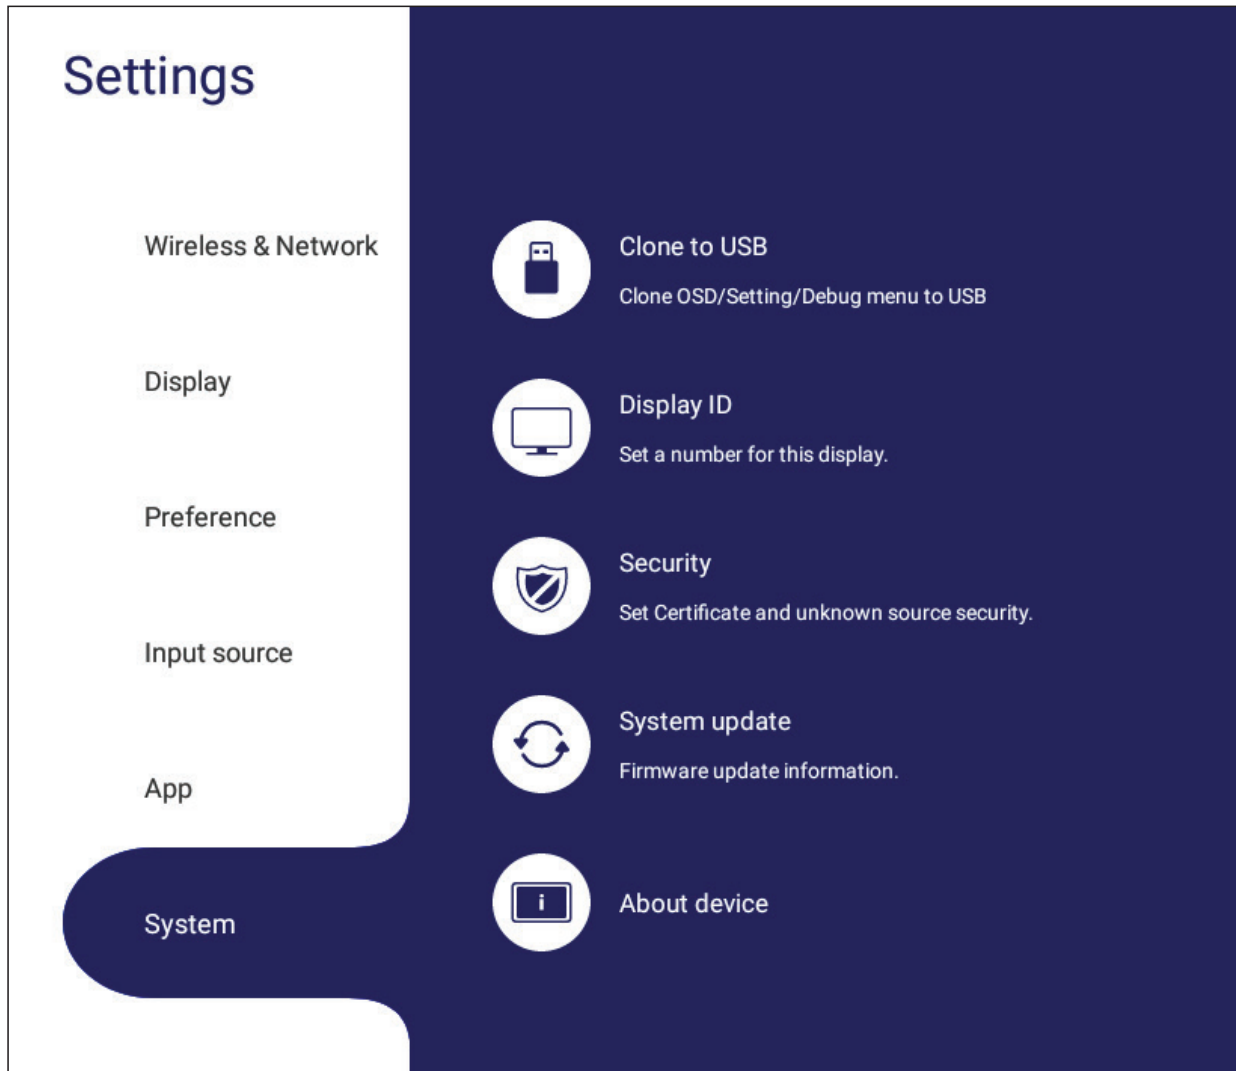 Settings
Wireless & Network
Display
Preference
Input source
App
System
Clone to USB
Clone OSD/Setting/Debug menu to USB
Display ID
Set a number for this display.
Security
Set Certificate and unknown source security.
System update
Firmware update information.
i
About device